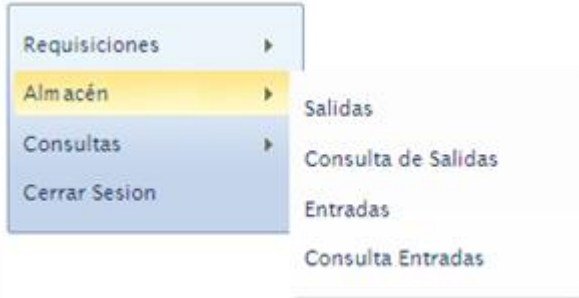 Requisiciones
Almacén
Consultas
Cerrar Sesion
Salidas
Consulta de Salidas
Entradas
Consulta Entradas